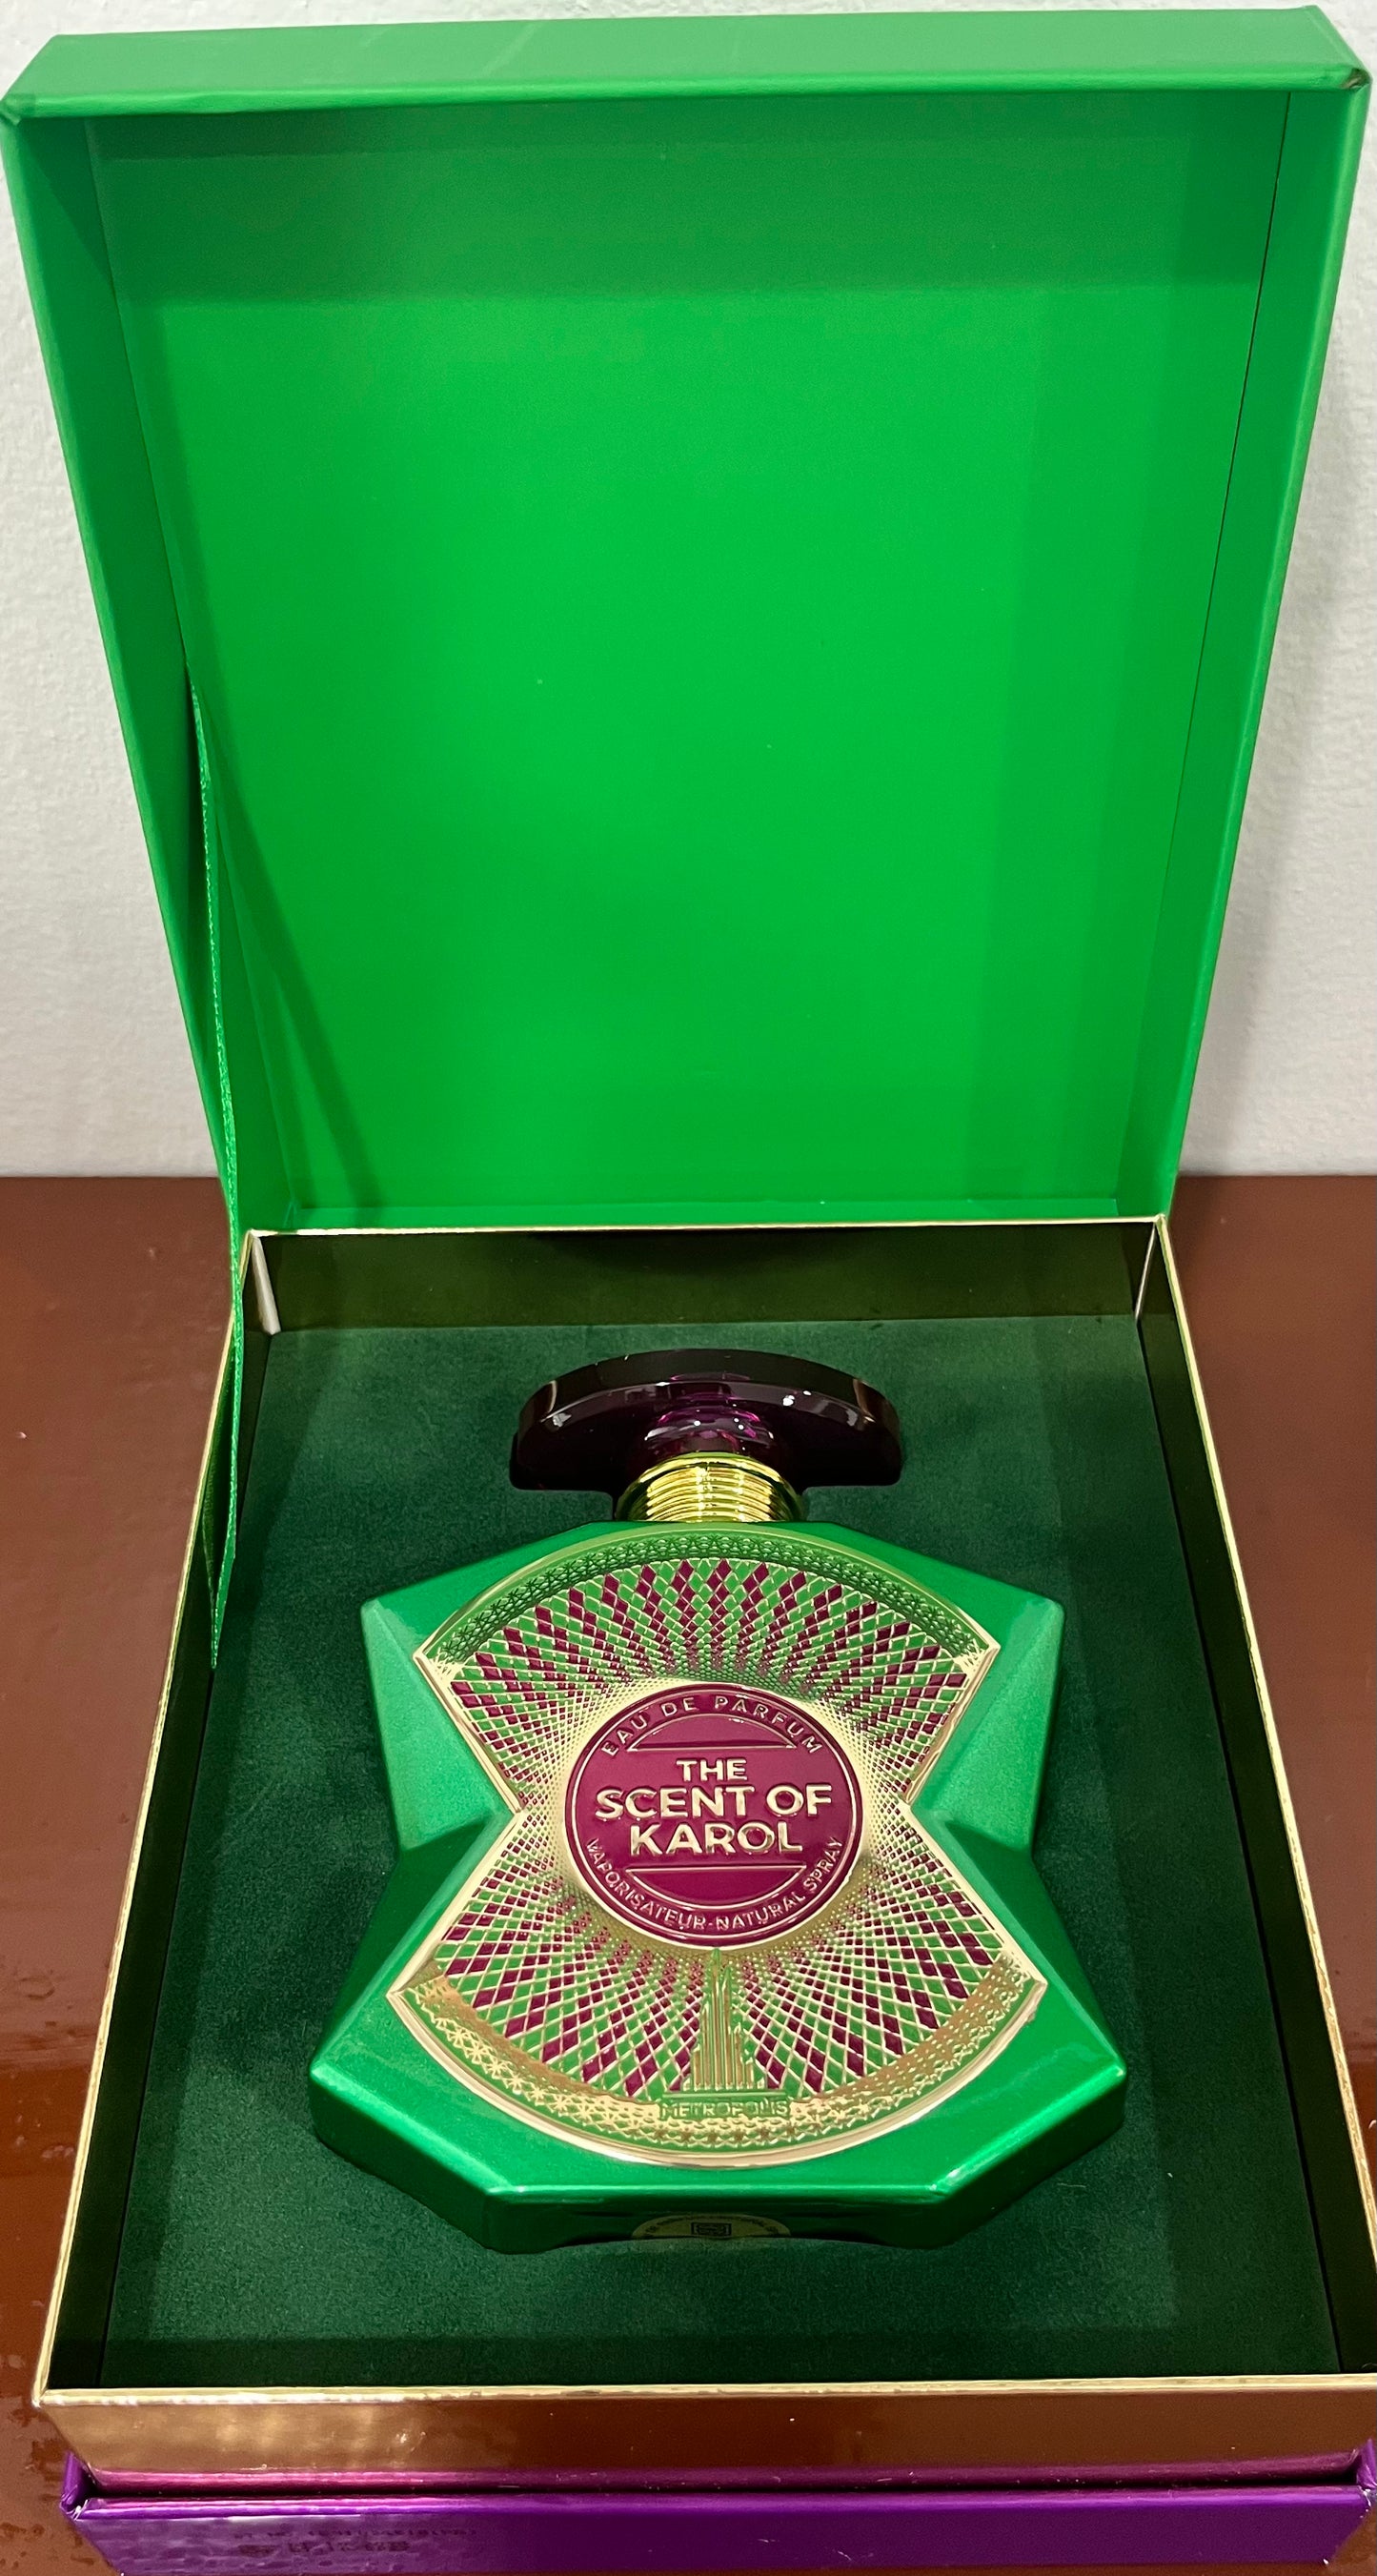 EAU DE PARFUM
THE
SCENT OF
KAROL
VAPORISATEUR-NATURAL SPRAY
METROPOLIS